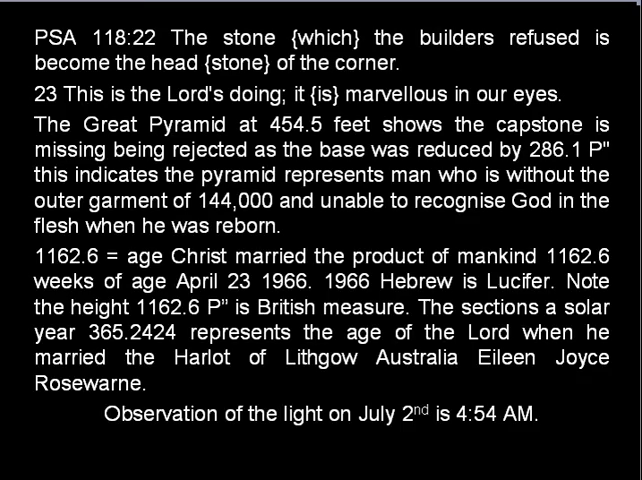 PSA 118:22 The stone {which} the builders refused is
become the head {stone} of the corner.
23 This is the Lord's doing; it {is} marvellous in our eyes.
The Great Pyramid at 454.5 feet shows the capstone is
missing being rejected as the base was reduced by 286.1 P"
this indicates the pyramid represents man who is without the
outer garment of 144,000 and unable to recognise God in the
flesh when he was reborn.
1162.6 = age Christ married the product of mankind 1162.6
weeks of age April 23 1966. 1966 Hebrew is Lucifer. Note
the height 1162.6 P” is British measure. The sections a solar
year 365.2424 represents the age of the Lord when he
married the Harlot of Lithgow Australia Eileen Joyce
Rosewarne.
Observation of the light on July 2nd is 4:54 AM.